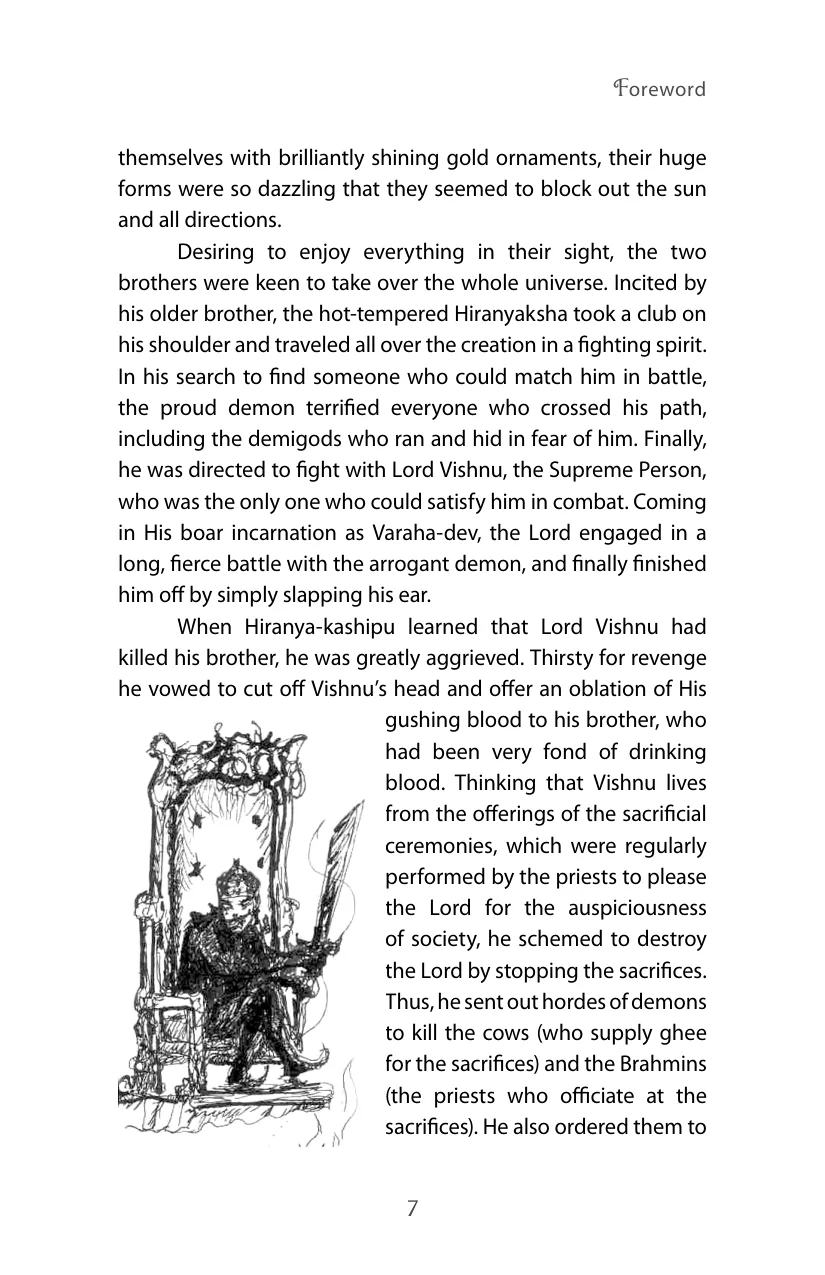 Foreword
themselves with brilliantly shining gold ornaments, their huge
forms were so dazzling that they seemed to block out the sun
and all directions.
Desiring to enjoy everything in their sight, the two
brothers were keen to take over the whole universe. Incited by
his older brother, the hot-tempered Hiranyaksha took a club on
his shoulder and traveled all over the creation in a fighting spirit.
In his search to find someone who could match him in battle,
the proud demon terrified everyone who crossed his path,
including the demigods who ran and hid in fear of him. Finally,
he was directed to fight with Lord Vishnu, the Supreme Person,
who was the only one who could satisfy him in combat. Coming
in His boar incarnation as Varaha-dev, the Lord engaged in a
long, fierce battle with the arrogant demon, and finally finished
him off by simply slapping his ear.
When Hiranya-kashipu learned that Lord Vishnu had
killed his brother, he was greatly aggrieved. Thirsty for revenge
he vowed to cut off Vishnu’s head and offer an oblation of His
gushing blood to his brother, who
had been very fond of drinking
blood. Thinking that Vishnu lives
from the offerings of the sacrificial
ceremonies, which were regularly
performed by the priests to please
the Lord for the auspiciousness
of society, he schemed to destroy
the Lord by stopping the sacrifices.
Thus, he sent out hordes of demons
to kill the cows (who supply ghee
for the sacrifices) and the Brahmins
(the priests who officiate at the
sacrifices). He also ordered them to
7